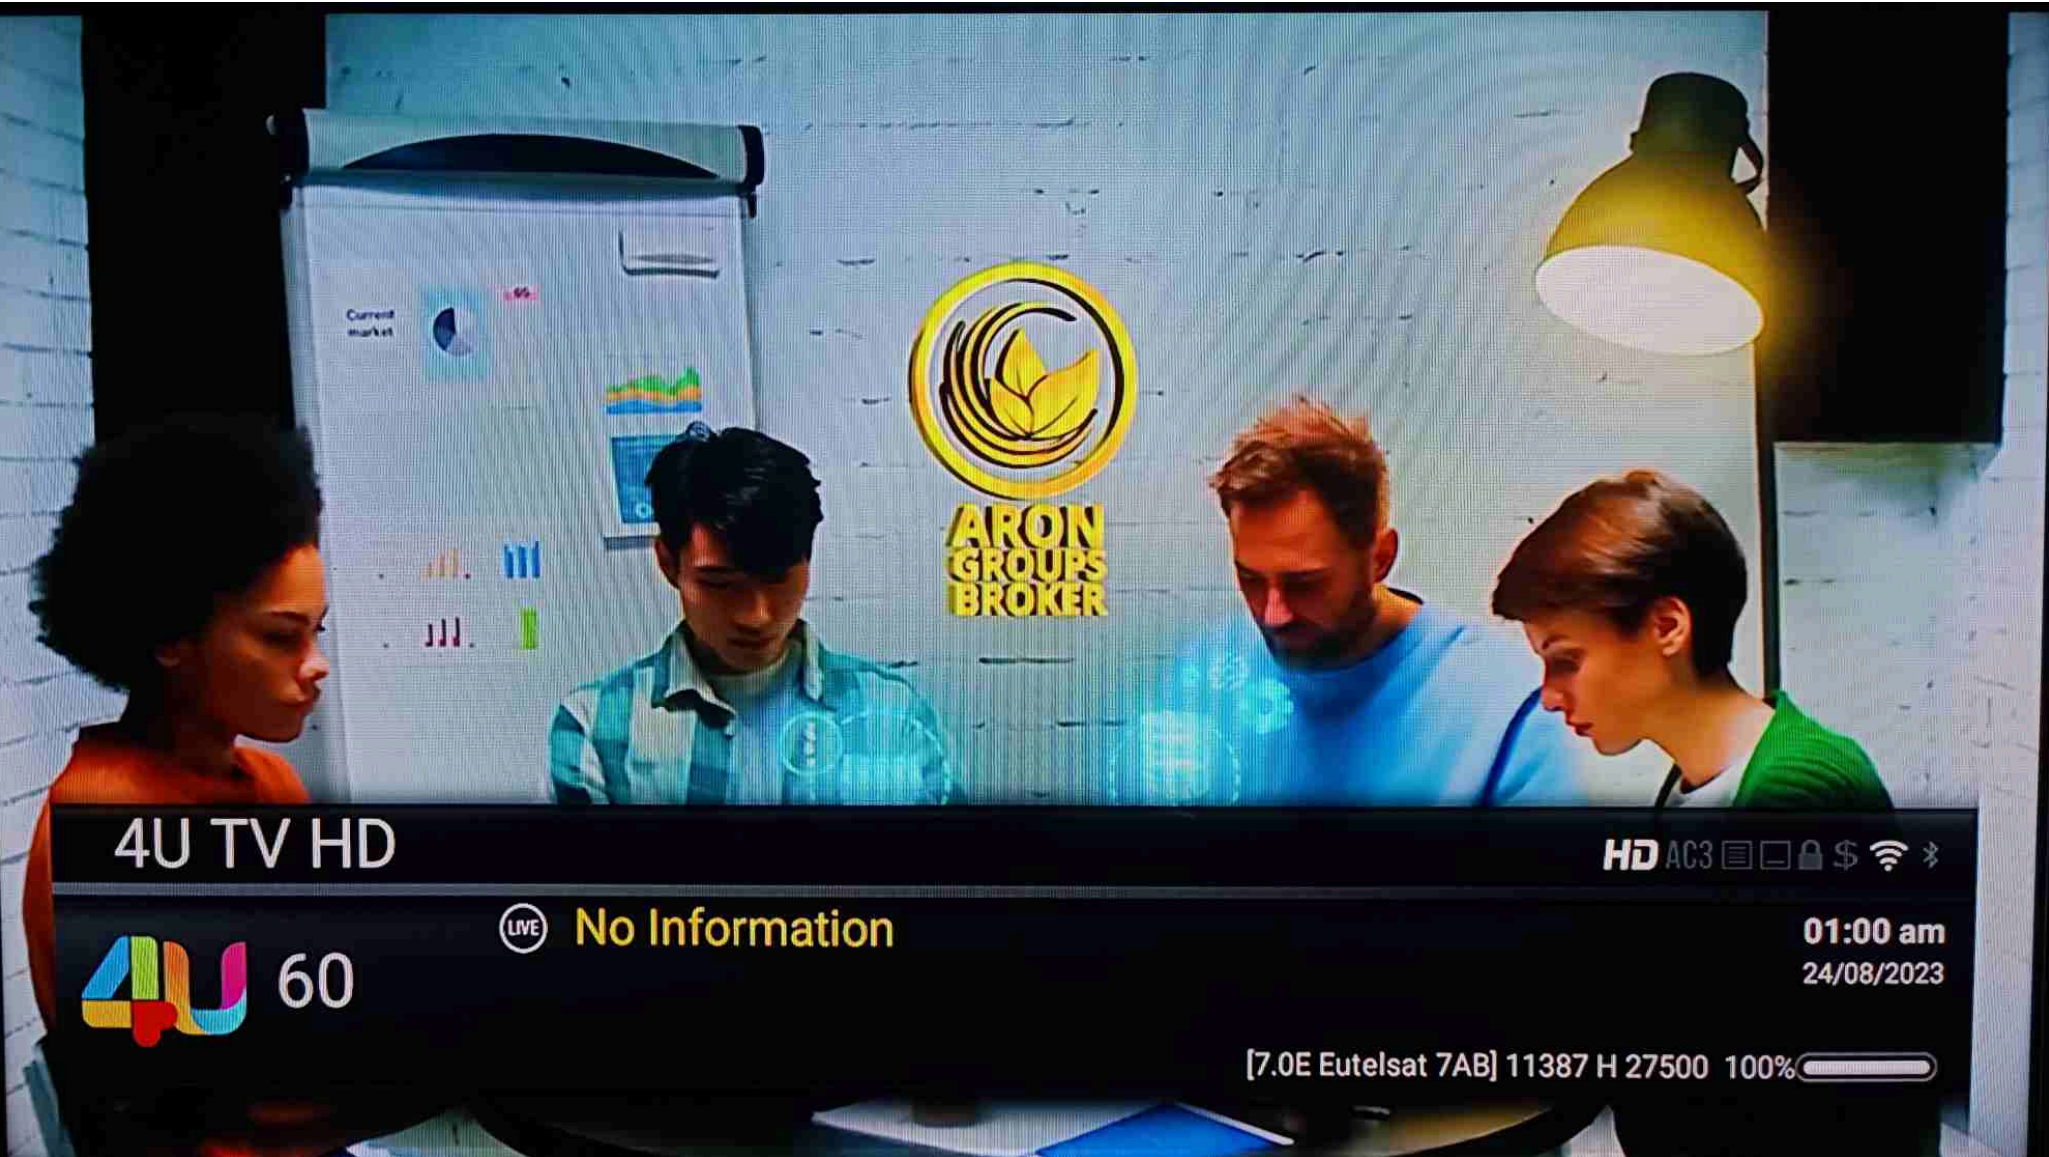 Current
market
ARON
GROUPS
BROKER
4U TV HD
HD AC3 $
4U 60
LIVE No Information
01:00 am
24/08/2023
[7.0E Eutelsat 7AB] 11387 H 27500 100%